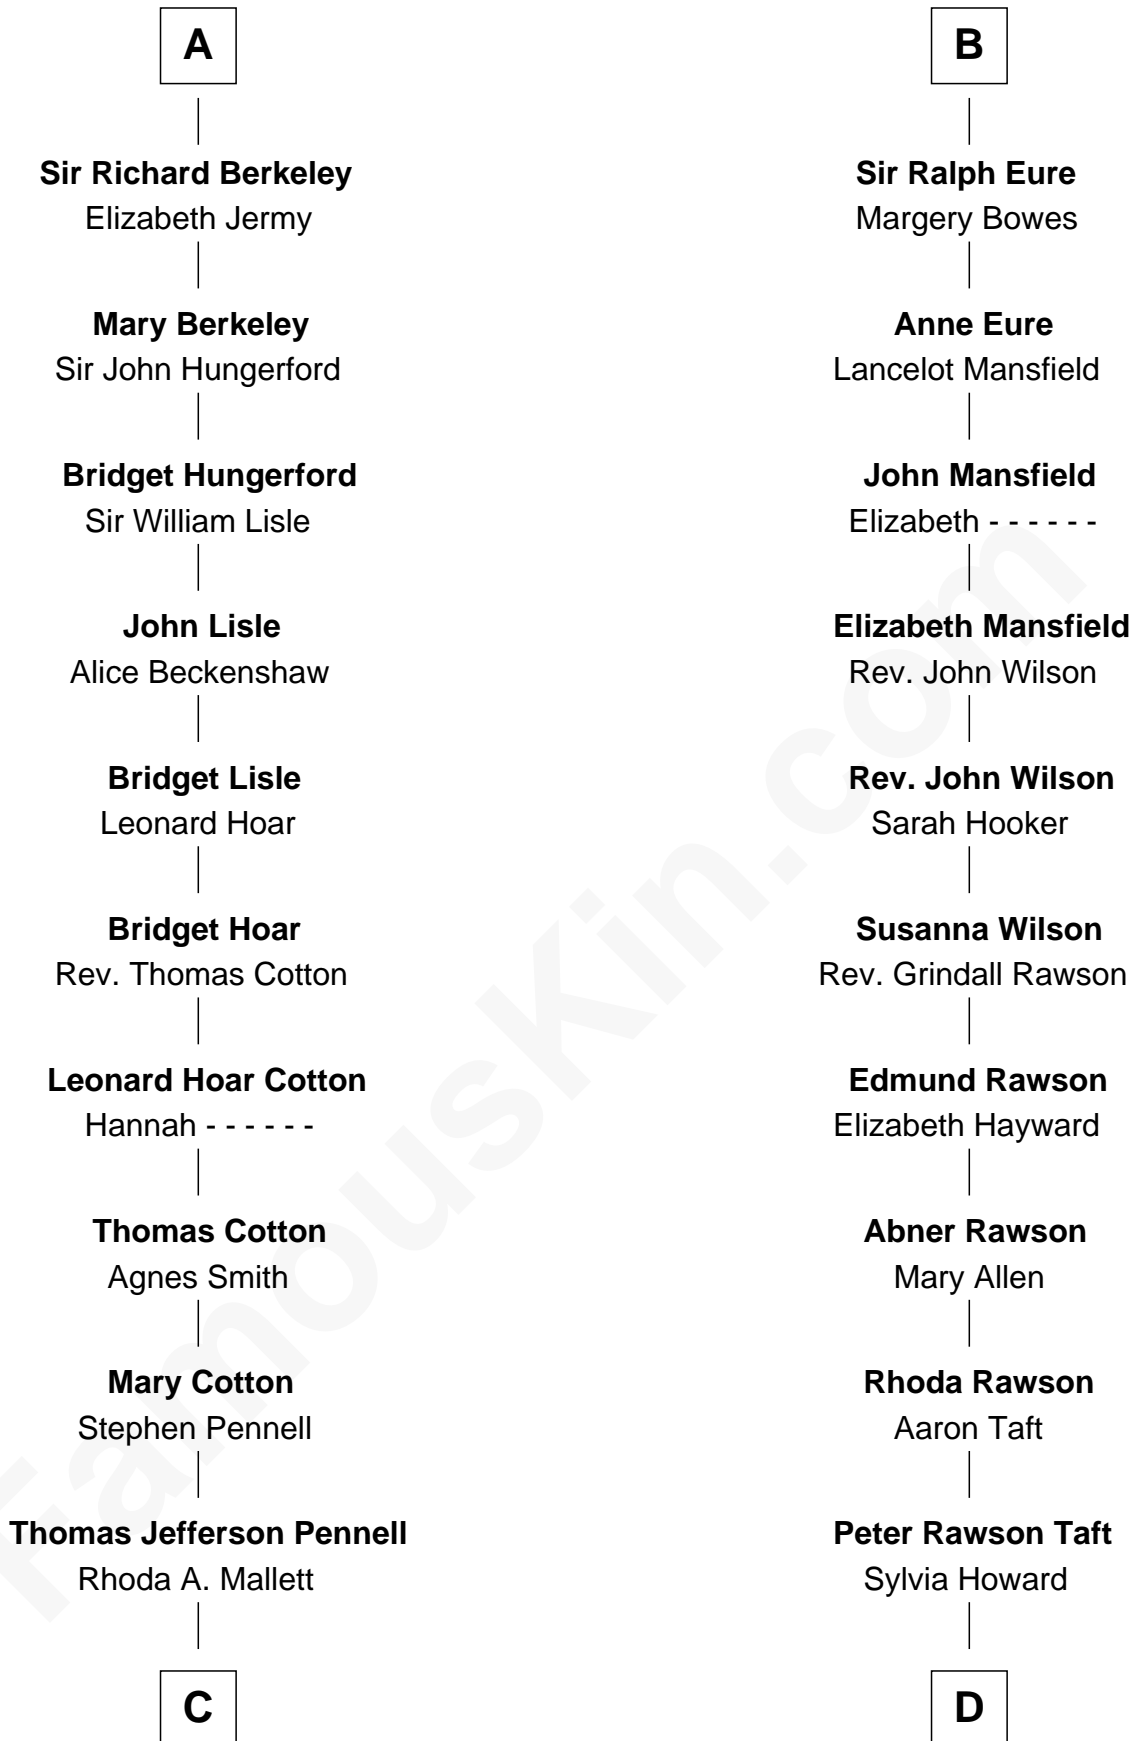 A
Sir Richard Berkeley
Elizabeth Jermy
Mary Berkeley
Sir John Hungerford
Bridget Hungerford
Sir William Lisle
John Lisle
Alice Beckenshaw
Bridget Lisle
Leonard Hoar
Bridget Hoar
Rev. Thomas Cotton
Leonard Hoar Cotton
Hannah - - - - - -
Thomas Cotton
Agnes Smith
Mary Cotton
Stephen Pennell
Thomas Jefferson Pennell
Rhoda A. Mallett
C
B
Sir Ralph Eure
Margery Bowes
Anne Eure
Lancelot Mansfield
John Mansfield
Elizabeth - - - - - -
Elizabeth Mansfield
Rev. John Wilson
Rev. John Wilson
Sarah Hooker
Susanna Wilson
Rev. Grindall Rawson
Edmund Rawson
Elizabeth Hayward
Abner Rawson
Mary Allen
Rhoda Rawson
Aaron Taft
Peter Rawson Taft
Sylvia Howard
D
FamousKin.com